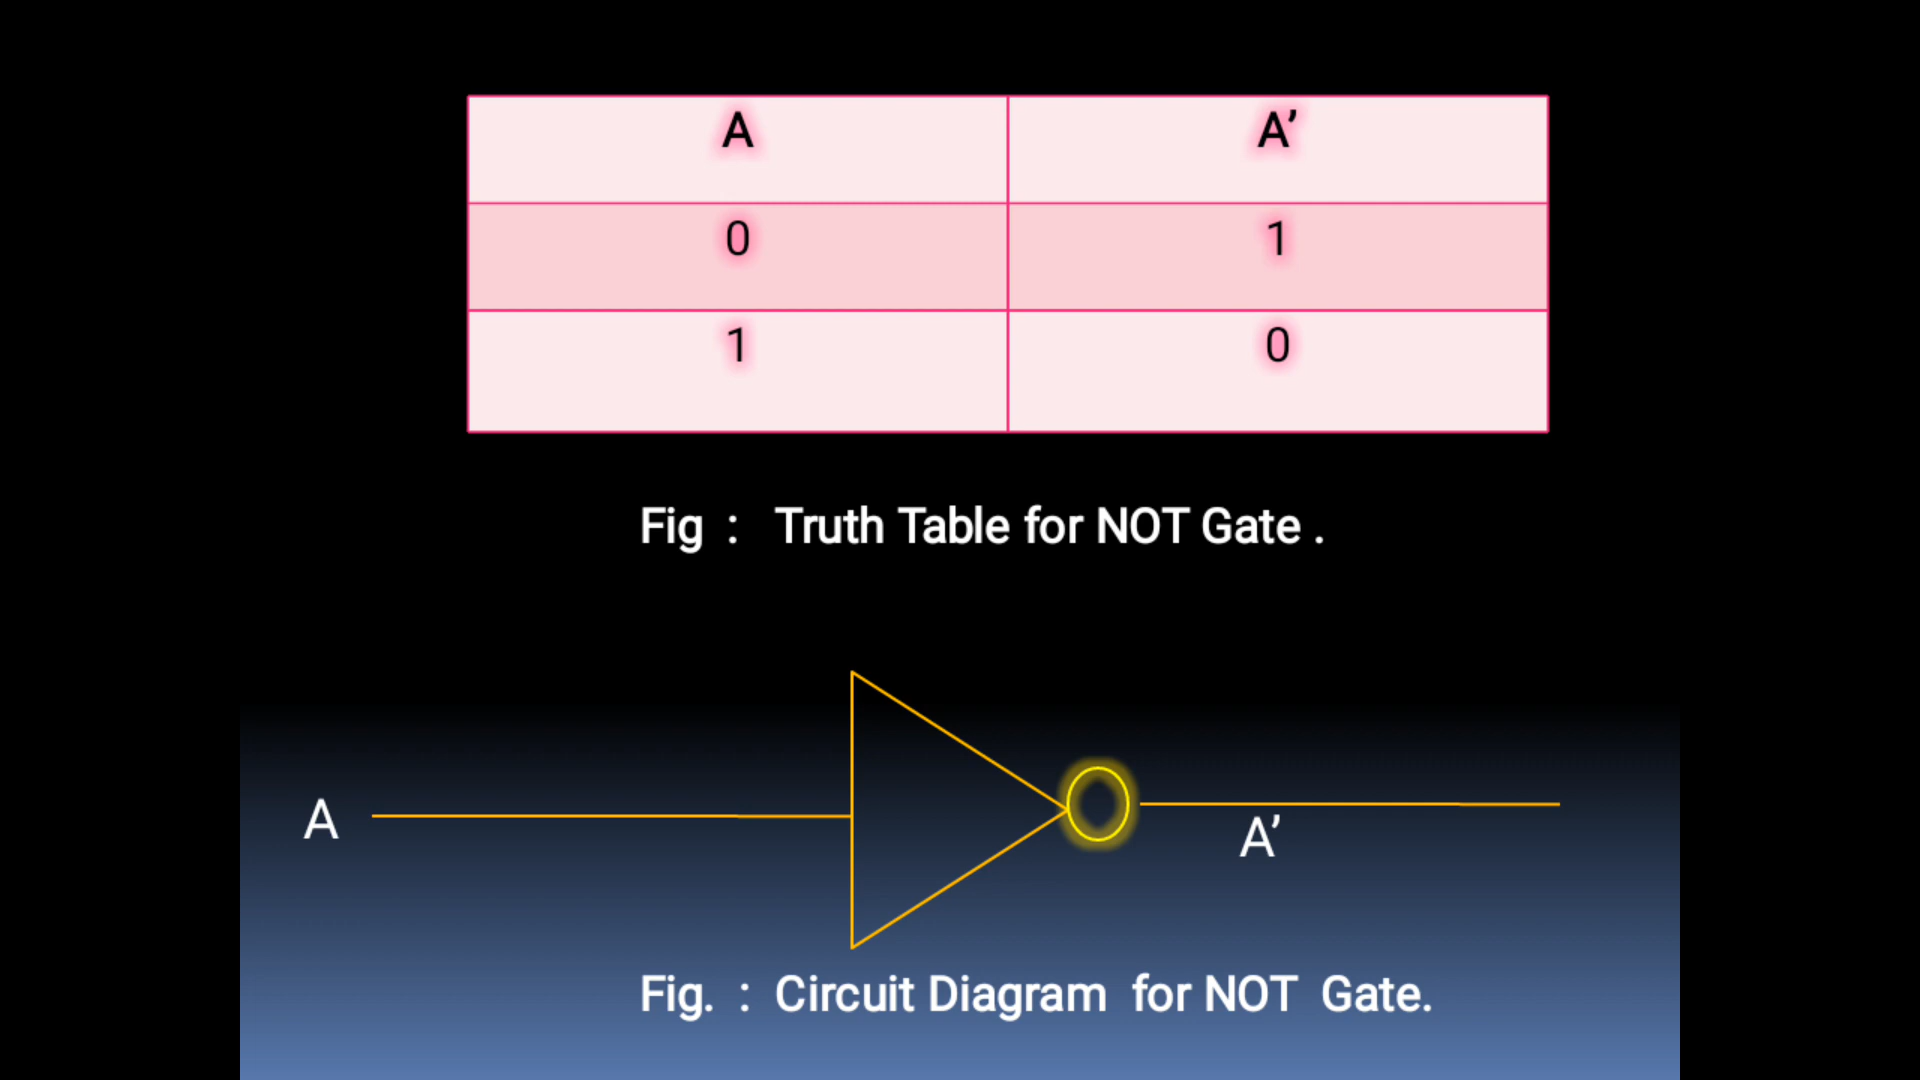 A A’
0 1
1 0
Fig : Truth Table for NOT Gate .
A
A’
Fig. : Circuit Diagram for NOT Gate.